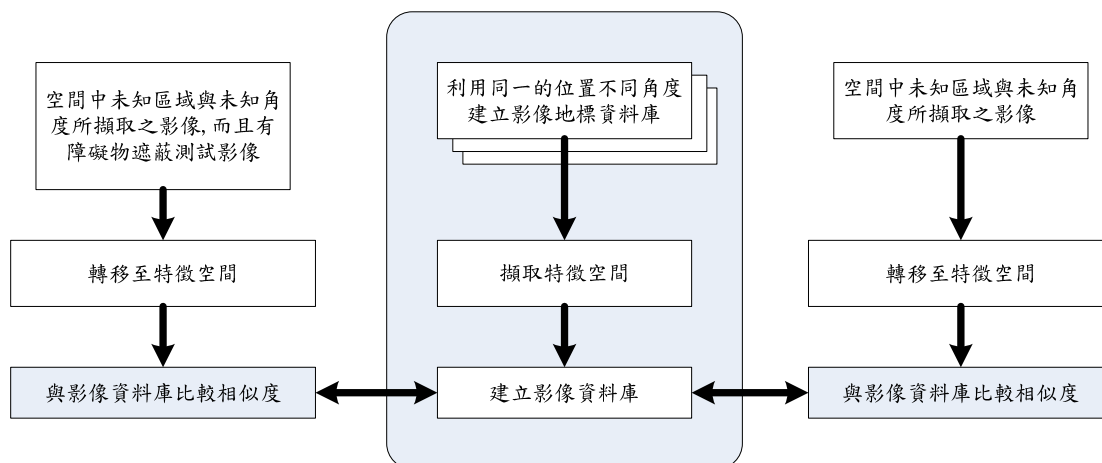 空間中未知區域與未知角
度所擷取之影像,而且有
障礙物遮蔽測試影像
轉移至特徵空間
與影像資料庫比較相似度
利用同一的位置不同角度
建立影像地標資料庫
擷取特徵空間
建立影像資料庫
空間中未知區域與未知角
度所擷取之影像
轉移至特徵空間
與影像資料庫比較相似度